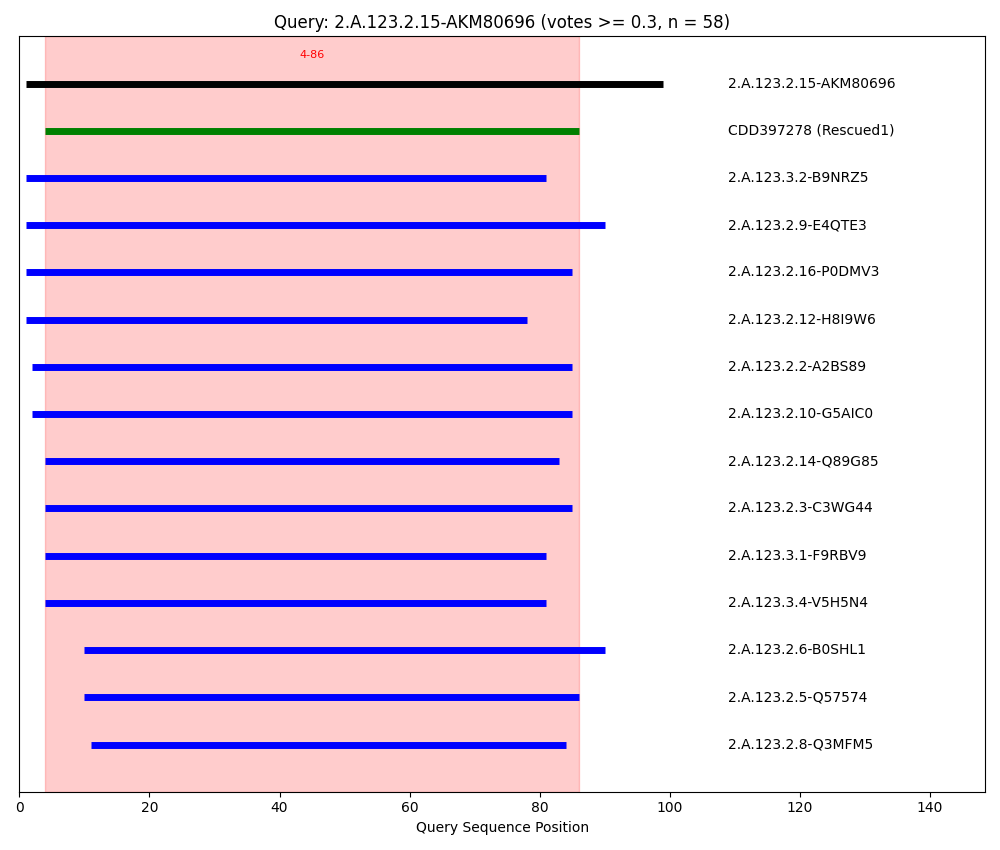 Query: 2.A.123.2.15-AKM80696 (votes >= 0.3, n = 58)
4-86
2.A.123.2.15-AKM80696
CDD397278 (Rescued1)
2.A.123.3.2-B9NRZ5
2.A.123.2.9-E4QTE3
2.A.123.2.16-P0DMV3
2.A.123.2.12-H8I9W6
2.A.123.2.2-A2BS89
2.A.123.2.10-G5AIC0
2.A.123.2.14-Q89G85
2.A.123.2.3-C3WG44
2.A.123.3.1-F9RBV9
2.A.123.3.4-V5H5N4
2.A.123.2.6-B0SHL1
2.A.123.2.5-Q57574
2.A.123.2.8-Q3MFM5
0 20 40 60 80 100 120 140
Query Sequence Position